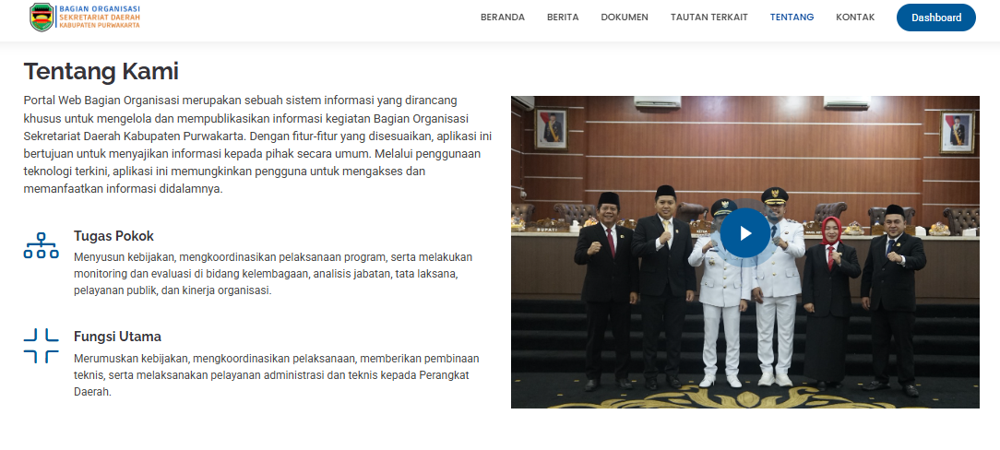 BAGIAN ORGANISASI
SEKRETARIAT DAERAH
KABUPATEN PURWAKARTA
BERANDA BERITA DOKUMEN TAUTAN TERKAIT TENTANG KONTAK Dashboard
Tentang Kami
Portal Web Bagian Organisasi merupakan sebuah sistem informasi yang dirancang
khusus untuk mengelola dan mempublikasikan informasi kegiatan Bagian Organisasi
Sekretariat Daerah Kabupaten Purwakarta. Dengan fitur-fitur yang disesuaikan, aplikasi ini
bertujuan untuk menyajikan informasi kepada pihak secara umum. Melalui penggunaan
teknologi terkini, aplikasi ini memungkinkan pengguna untuk mengakses dan
memanfaatkan informasi didalamnya.
Tugas Pokok
Menyusun kebijakan, mengkoordinasikan pelaksanaan program, serta melakukan
monitoring dan evaluasi di bidang kelembagaan, analisis jabatan, tata laksana,
pelayanan publik, dan kinerja organisasi.
Fungsi Utama
Merumuskan kebijakan, mengkoordinasikan pelaksanaan, memberikan pembinaan
teknis, serta melaksanakan pelayanan administrasi dan teknis kepada Perangkat
Daerah.
BUPATI